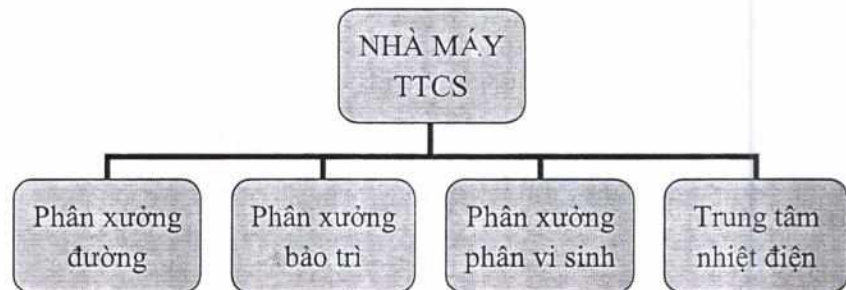 NHÀ MÁY
TTCS
Phân xưởng
đường
Phân xưởng
bảo trì
Phân xưởng
phân vi sinh
Trung tâm
nhiệt điện